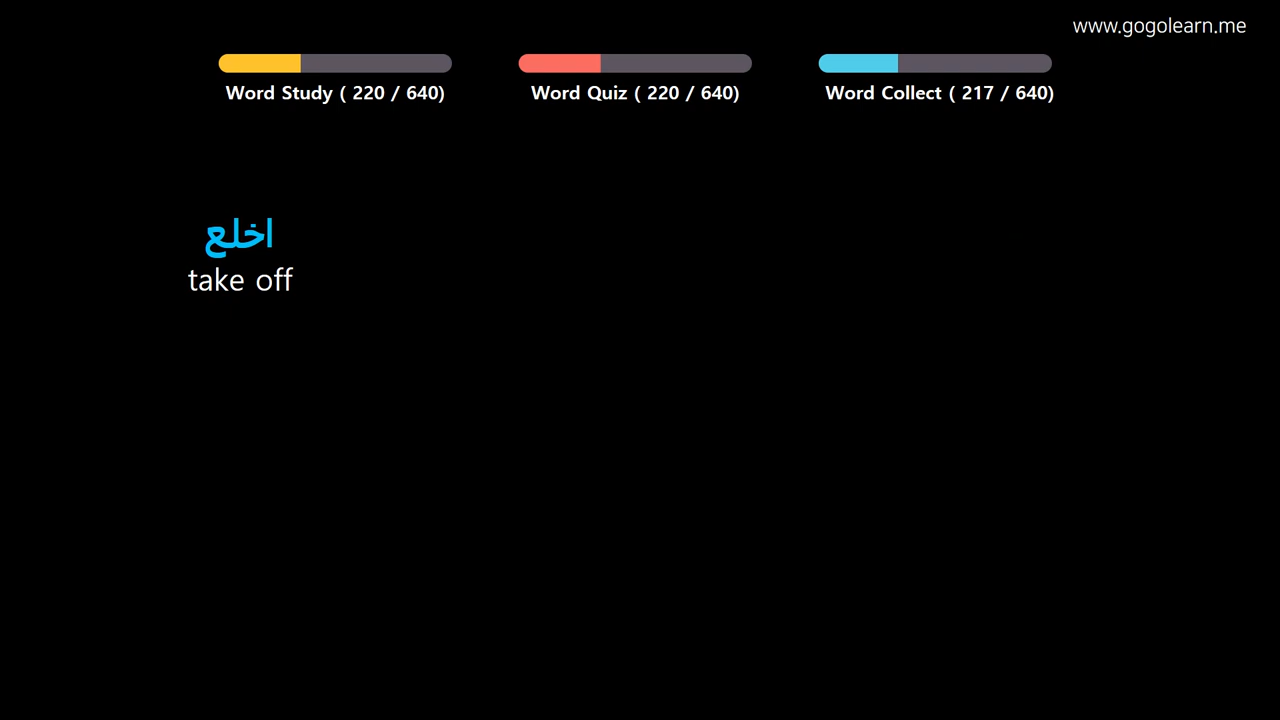 www.gogolearn.me
Word Study ( 220 / 640)
Word Quiz ( 220 / 640)
Word Collect ( 217 / 640)
اخلع
take off